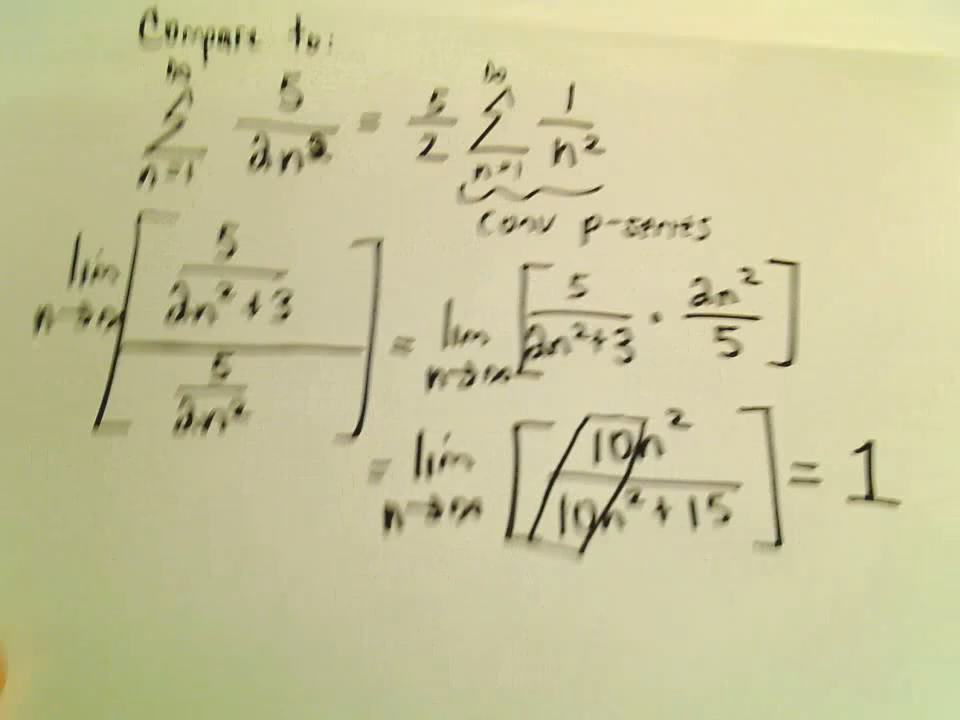 Compare to:
∞ ∑ n=1 5/2n² = 5/2 ∞ ∑ n=1 1/n²
conv p-series
lim n→∞ [ (5/(2n²+3)) / (5/2n²) ] = lim n→∞ [ 5/(2n²+3) · 2n²/5 ]
= lim n→∞ [ 10n²/(10n²+15) ] = 1